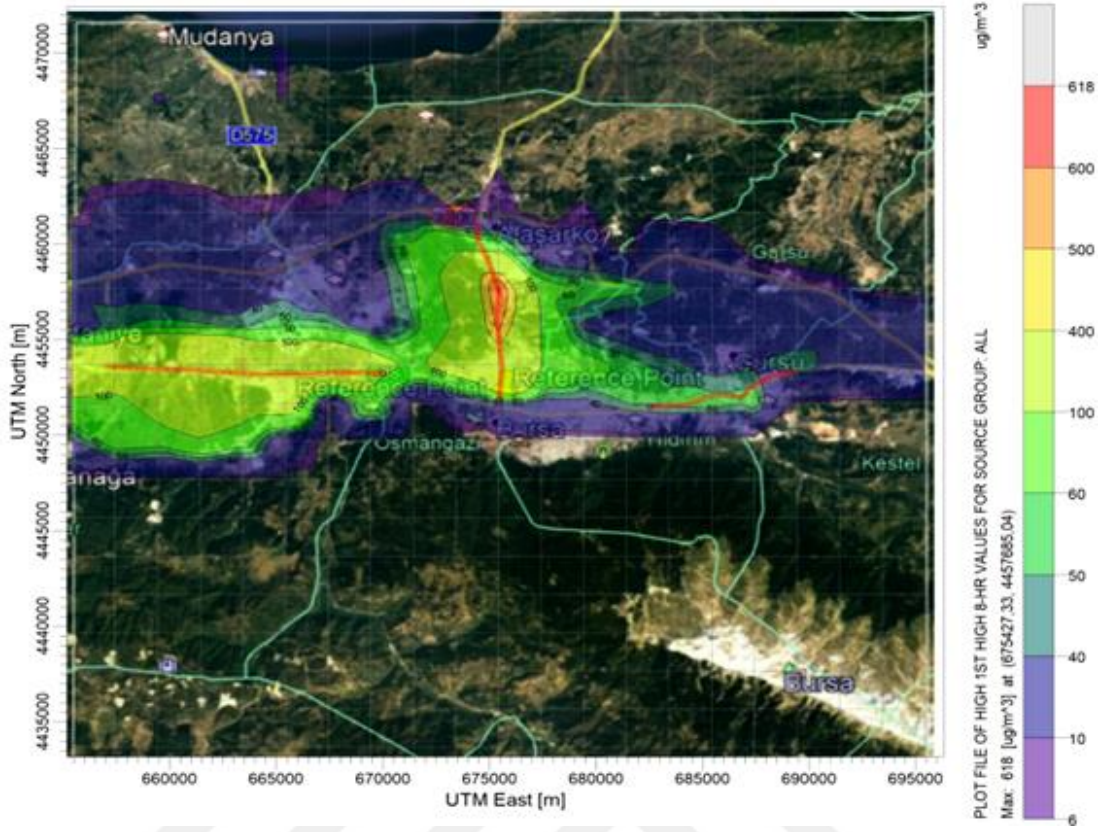 Mudanya
D575
Gürsu
Reference Point
Reference Point
Osmangazi
Bursa
Yıldırım
Kestel
anağa
Bursa
4470000
4465000
4460000
4455000
4450000
4445000
4440000
4435000
UTM North [m]
660000 665000 670000 675000 680000 685000 690000 695000
UTM East [m]
PLOT FILE OF HIGH 1ST HIGH 8-HR VALUES FOR SOURCE GROUP: ALL
Max: 618 [ug/m^3] at (675427,33, 4457685,04)
ug/m^3
618
600
500
400
100
60
50
40
10
6